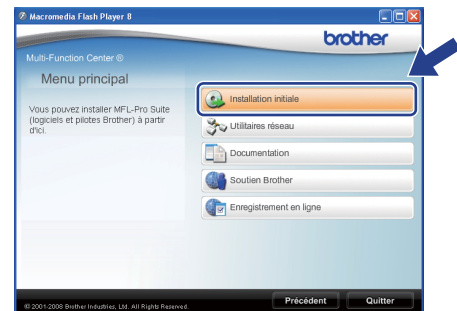 Macromedia Flash Player 8
brother
Multi-Function Center ®
Menu principal
Vous pouvez installer MFL-Pro Suite
(logiciels et pilotes Brother) à partir
d'ici.
Installation initiale
Utilitaires réseau
Documentation
Soutien Brother
Enregistrement en ligne
© 2001-2008 Brother Industries, Ltd. All Rights Reserved.
Précédent
Quitter